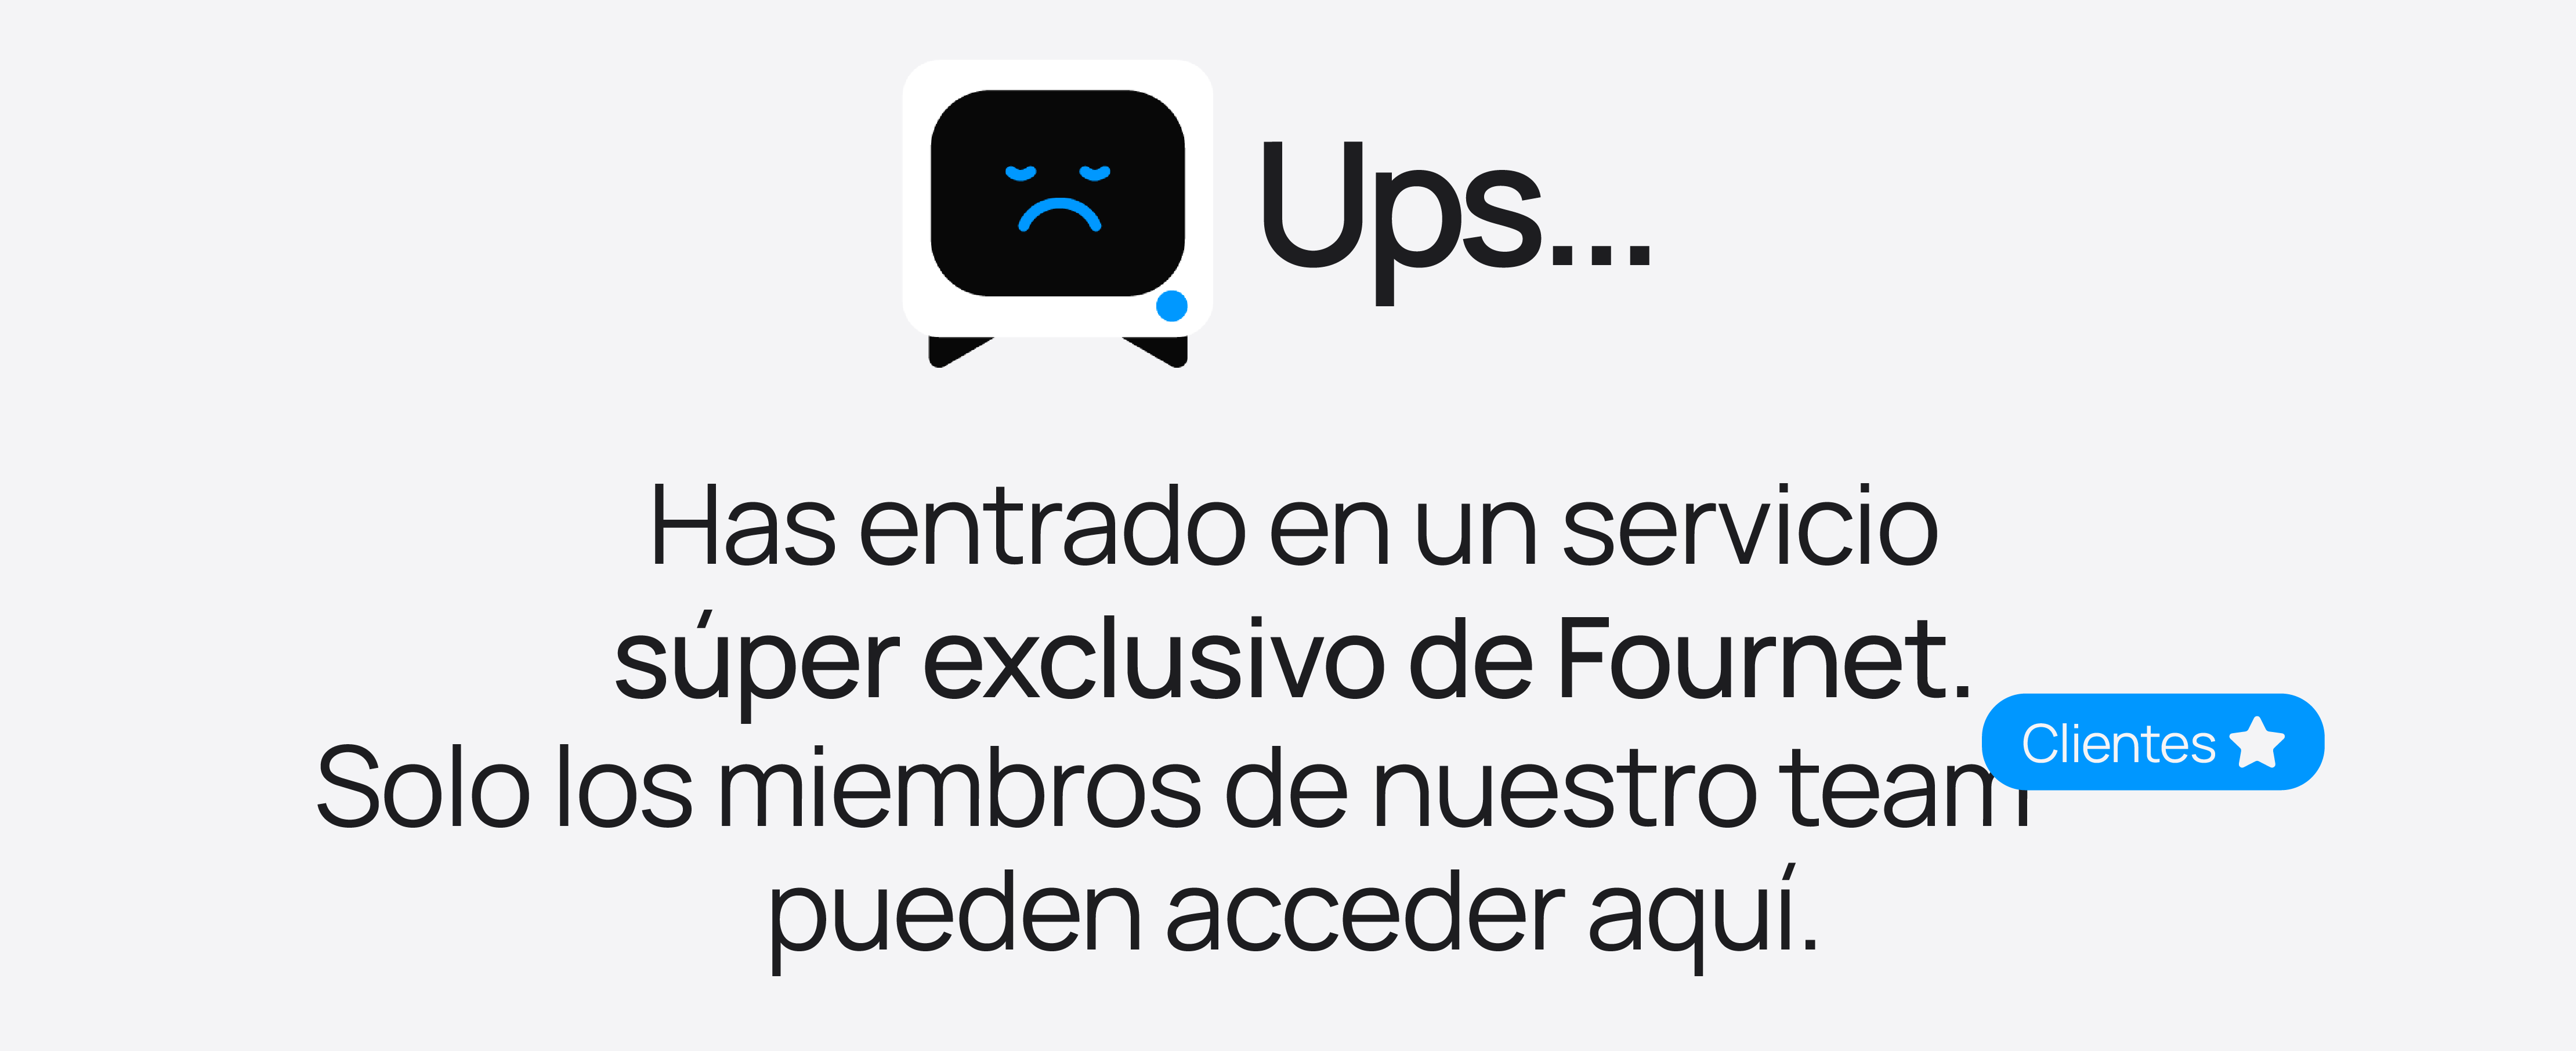 Ups...
Has entrado en un servicio
súper exclusivo de Fournet.
Clientes
Solo los miembros de nuestro team
pueden acceder aquí.